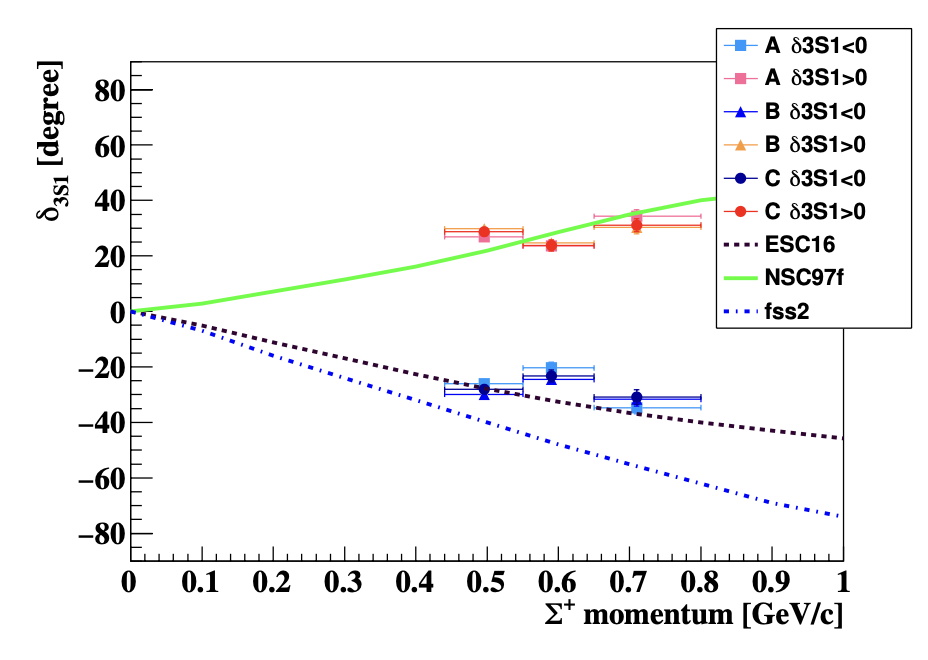 A δ3S1<0
A δ3S1>0
B δ3S1<0
B δ3S1>0
C δ3S1<0
C δ3S1>0
ESC16
NSC97f
fss2
δ3S1 [degree]
80
60
40
20
0
−20
−40
−60
−80
0 0.1 0.2 0.3 0.4 0.5 0.6 0.7 0.8 0.9 1
Σ+ momentum [GeV/c]